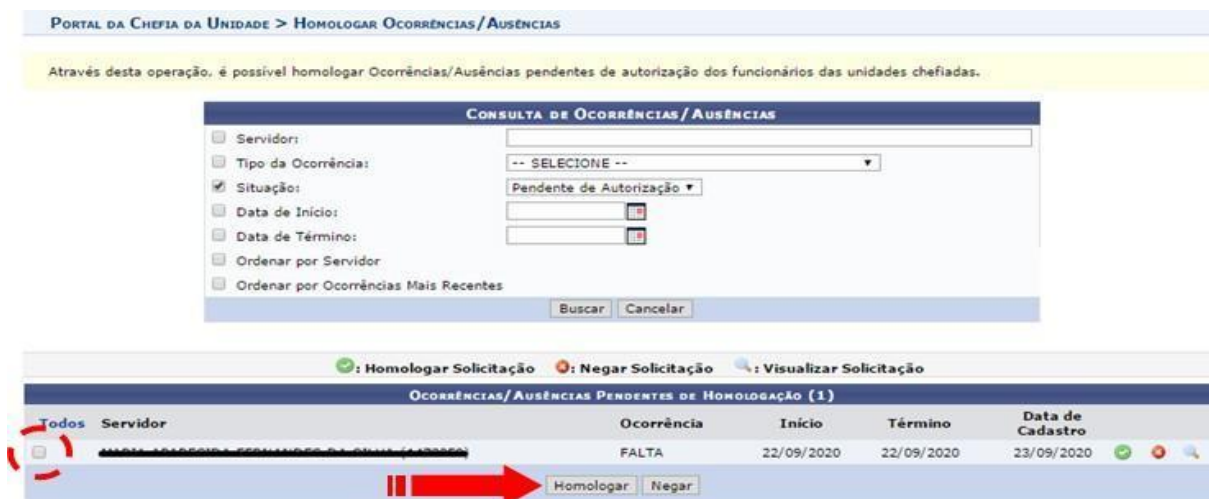 PORTAL DA CHEFIA DA UNIDADE > HOMOLOGAR OCORRÊNCIAS/AUSÊNCIAS
Através desta operação, é possível homologar Ocorrências/Ausências pendentes de autorização dos funcionários das unidades chefiadas.
CONSULTA DE OCORRÊNCIAS/AUSÊNCIAS
Servidor:
Tipo da Ocorrência: -- SELECIONE --
Situação: Pendente de Autorização
Data de Início:
Data de Término:
Ordenar por Servidor
Ordenar por Ocorrências Mais Recentes
Buscar Cancelar
: Homologar Solicitação : Negar Solicitação : Visualizar Solicitação
OCORRÊNCIAS/AUSÊNCIAS PENDENTES DE HOMOLOGAÇÃO (1)
Todos Servidor Ocorrência Início Término Data de Cadastro
FALTA 22/09/2020 22/09/2020 23/09/2020
Homologar Negar